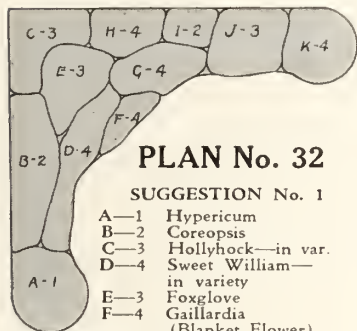 C-3 H-4 I-2 J-3 K-4
E-3 G-4
F-4
B-2 D-4
A-1
PLAN No. 32
SUGGESTION No. 1
A—1 Hypericum
B—2 Coreopsis
C—3 Hollyhock—in var.
D—4 Sweet William—
in variety
E—3 Foxglove
F—4 Gaillardia
(Blanket Flower)